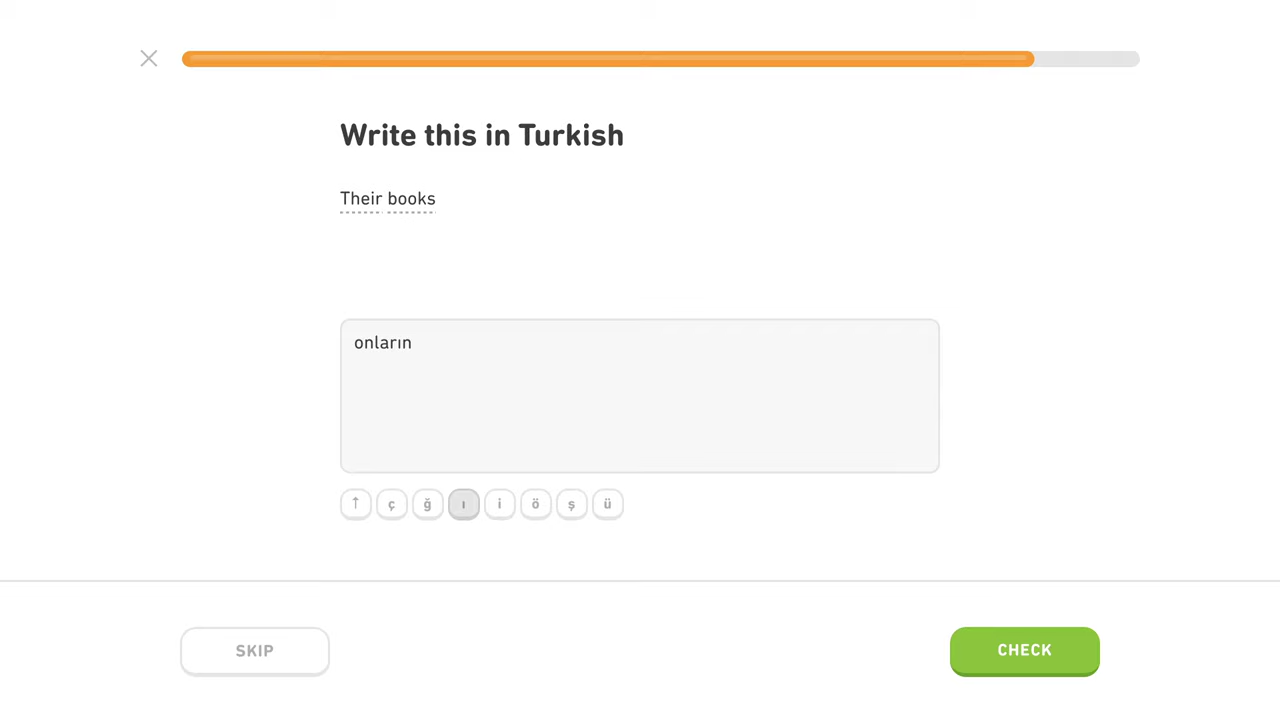 Write this in Turkish
Their books
onların
↑ ç ğ ı i ö ş ü
SKIP
CHECK